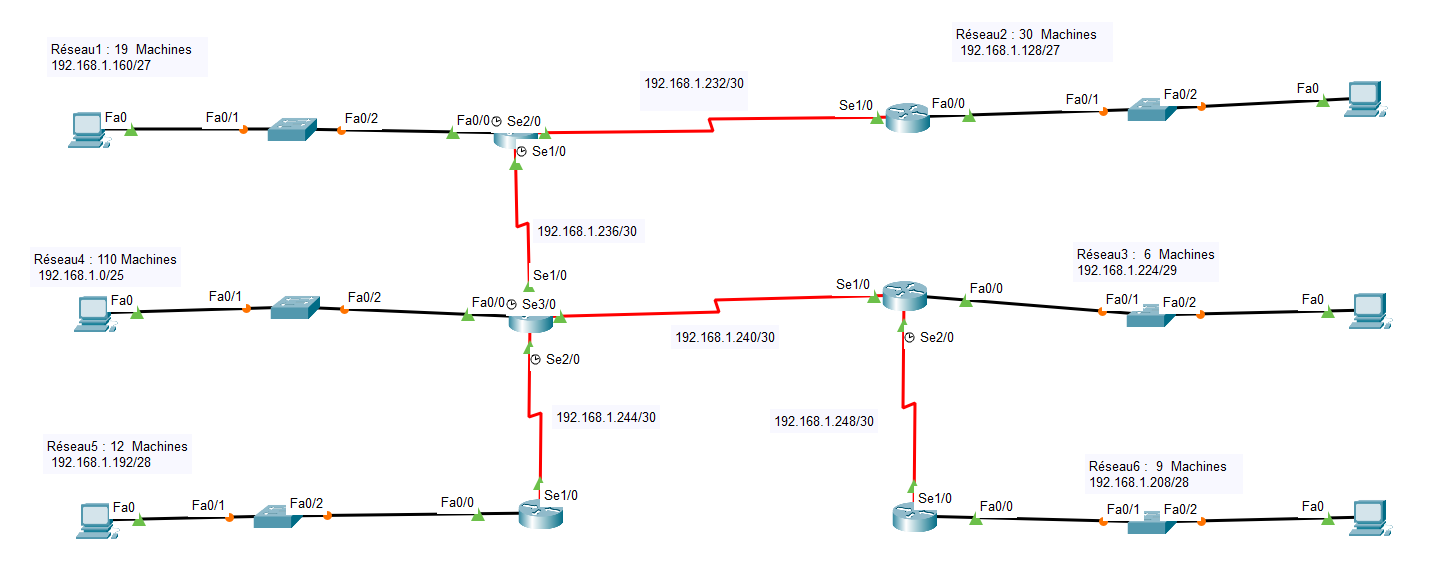 Réseau1 : 19 Machines
192.168.1.160/27
Réseau2 : 30 Machines
192.168.1.128/27
192.168.1.232/30
Fa0
Fa0/1
Fa0/2
Fa0/0
Se2/0
Se1/0
Se1/0
Fa0/0
Fa0/1
Fa0/2
Fa0
192.168.1.236/30
Réseau4 : 110 Machines
192.168.1.0/25
Réseau3 : 6 Machines
192.168.1.224/29
Se1/0
Fa0
Fa0/1
Fa0/2
Fa0/0
Se3/0
Se1/0
Fa0/0
Fa0/1
Fa0/2
Fa0
192.168.1.240/30
Se2/0
Se2/0
192.168.1.244/30
192.168.1.248/30
Réseau5 : 12 Machines
192.168.1.192/28
Réseau6 : 9 Machines
192.168.1.208/28
Fa0
Fa0/1
Fa0/2
Fa0/0
Se1/0
Se1/0
Fa0/0
Fa0/1
Fa0/2
Fa0